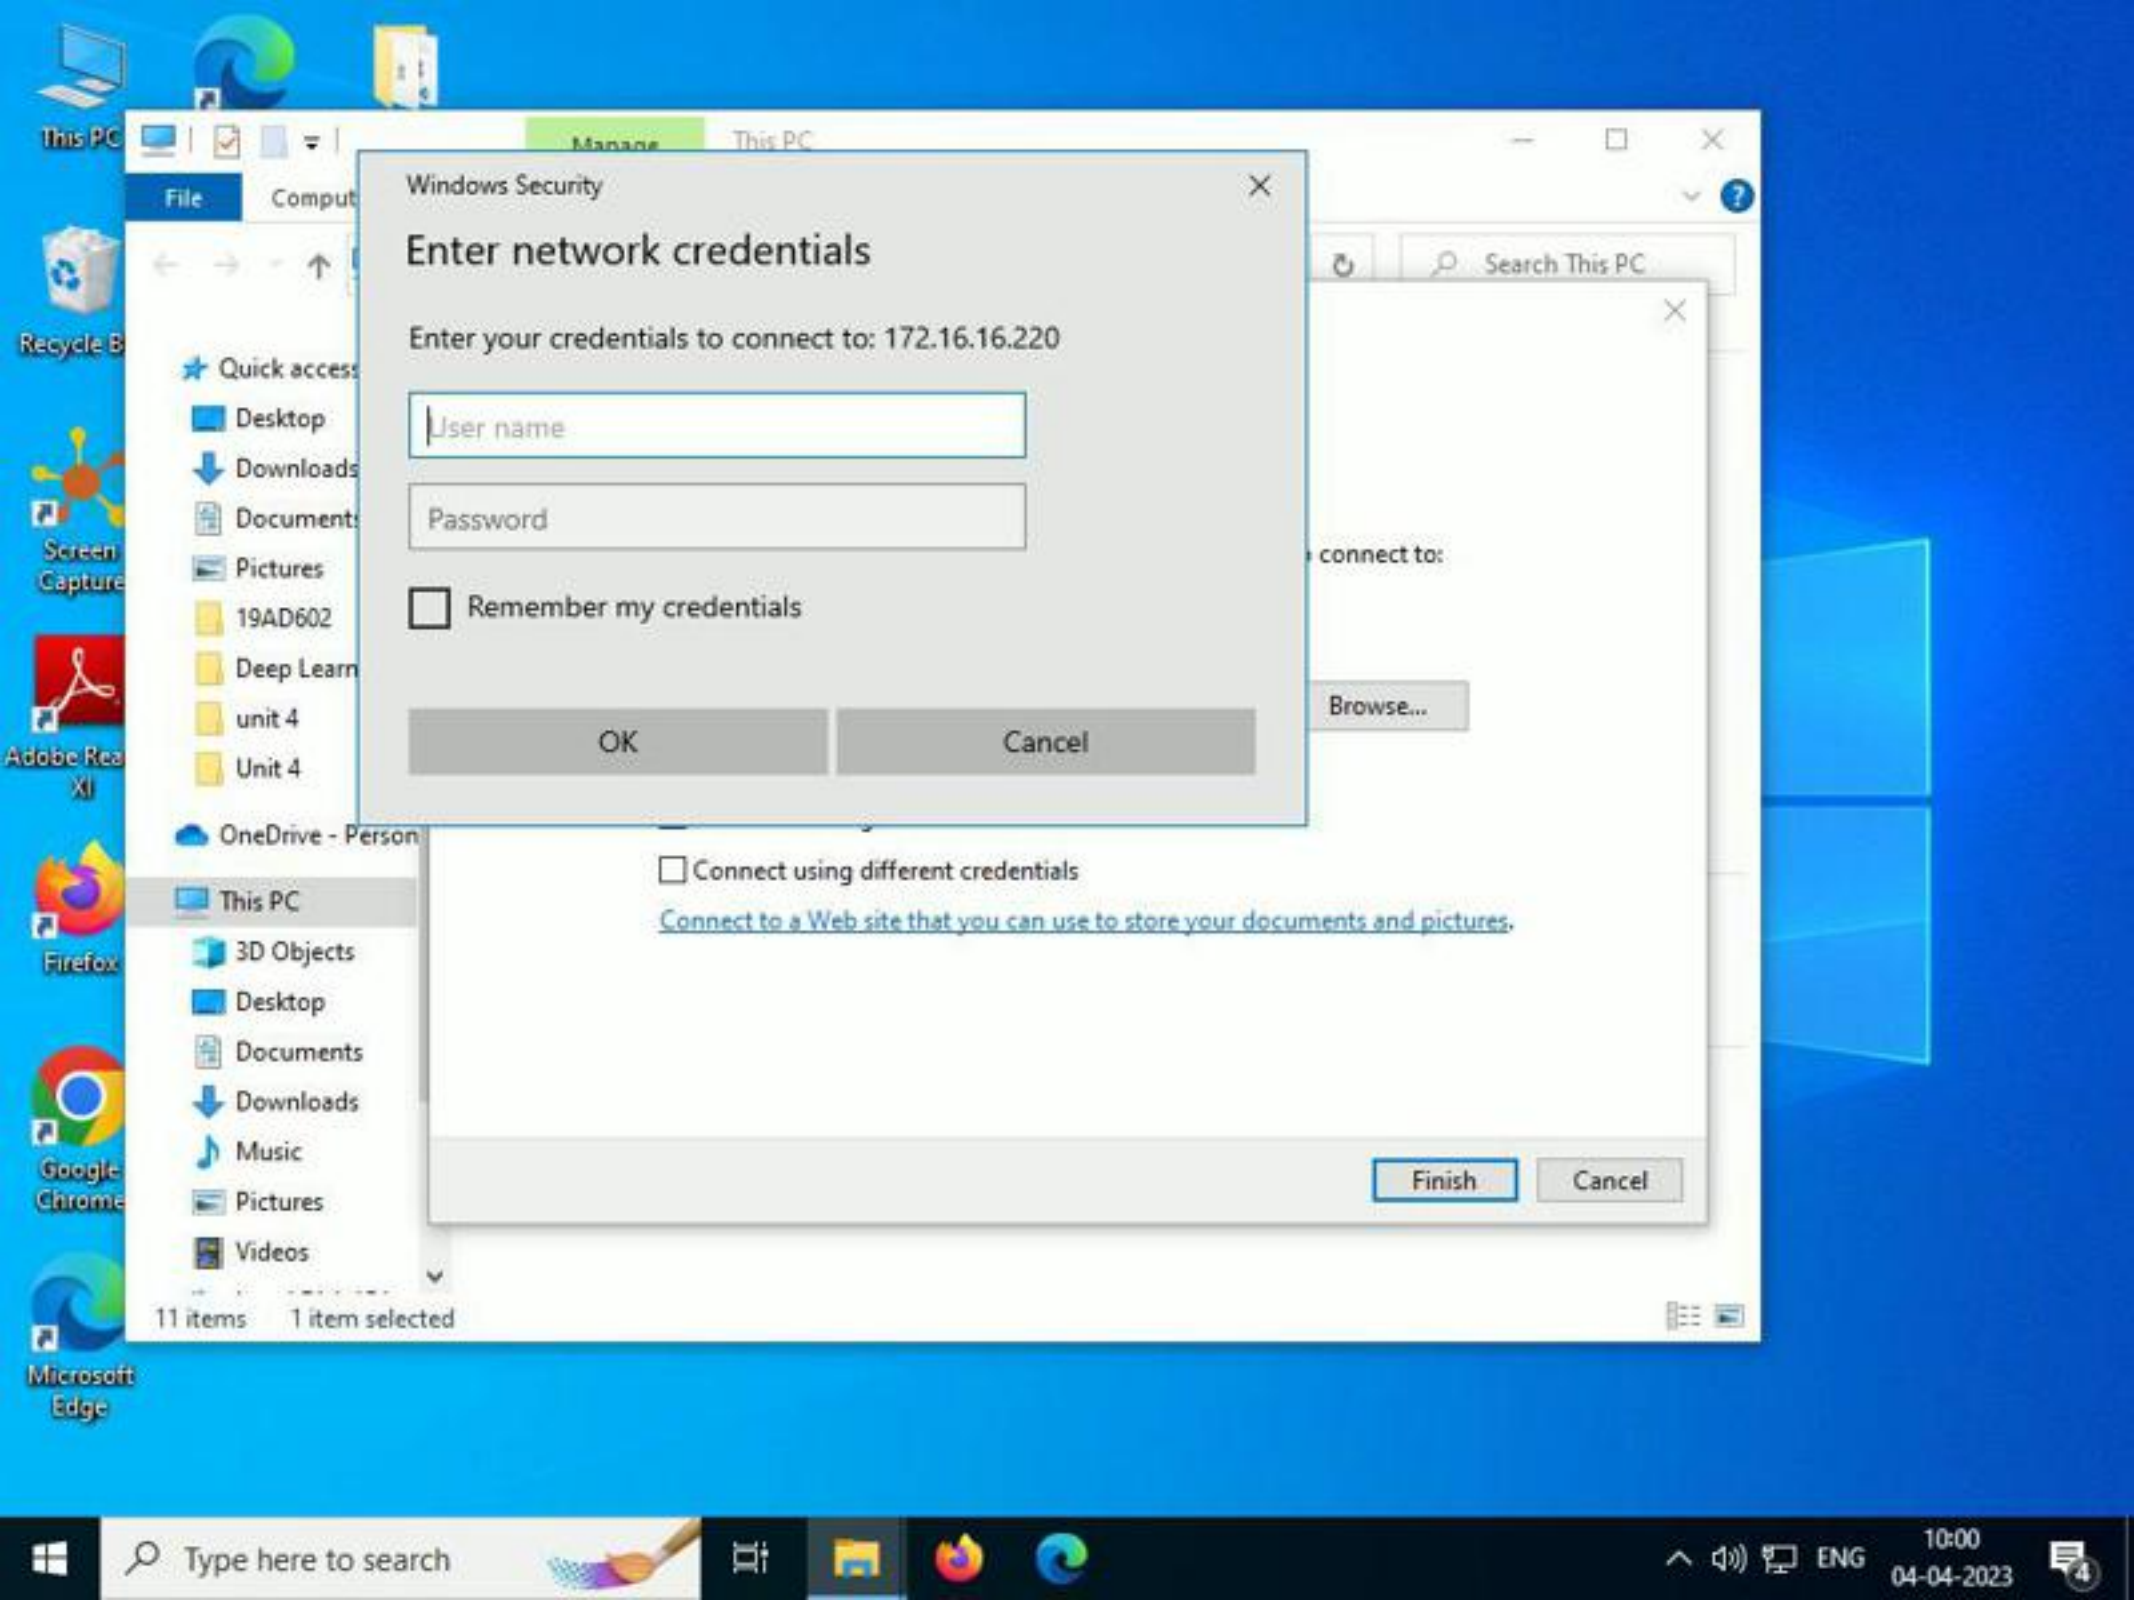 This PC
Recycle B
Screen
Capture
Adobe Rea
XI
Firefox
Google
Chrome
Microsoft
Edge
Manage
This PC
File
Comput
Search This PC
Quick access
Desktop
Downloads
Documents
Pictures
19AD602
Deep Learn
unit 4
Unit 4
OneDrive - Person
This PC
3D Objects
Desktop
Documents
Downloads
Music
Pictures
Videos
11 items 1 item selected
Windows Security
Enter network credentials
Enter your credentials to connect to: 172.16.16.220
User name
Password
Remember my credentials
OK
Cancel
connect to:
Browse...
Connect using different credentials
Connect to a Web site that you can use to store your documents and pictures.
Finish
Cancel
Type here to search
ENG
10:00
04-04-2023
4